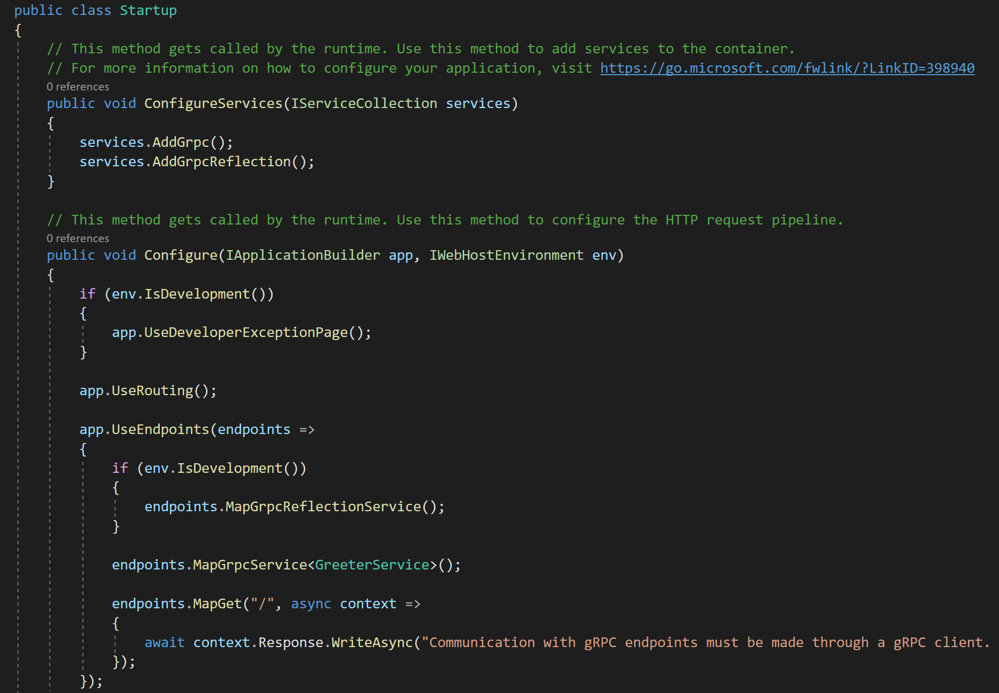 public class Startup
{
// This method gets called by the runtime. Use this method to add services to the container.
// For more information on how to configure your application, visit https://go.microsoft.com/fwlink/?LinkID=398940
0 references
public void ConfigureServices(IServiceCollection services)
{
services.AddGrpc();
services.AddGrpcReflection();
}
// This method gets called by the runtime. Use this method to configure the HTTP request pipeline.
0 references
public void Configure(IApplicationBuilder app, IWebHostEnvironment env)
{
if (env.IsDevelopment())
{
app.UseDeveloperExceptionPage();
}
app.UseRouting();
app.UseEndpoints(endpoints =>
{
if (env.IsDevelopment())
{
endpoints.MapGrpcReflectionService();
}
endpoints.MapGrpcService<GreeterService>();
endpoints.MapGet("/", async context =>
{
await context.Response.WriteAsync("Communication with gRPC endpoints must be made through a gRPC client.
});
});